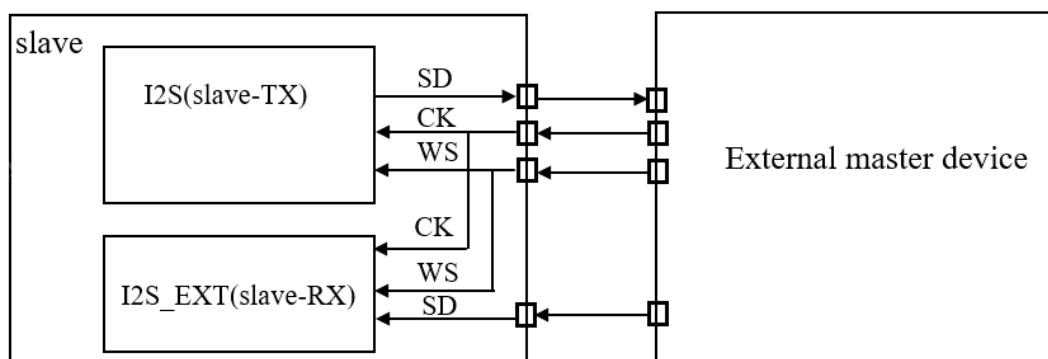 slave
I2S(slave-TX)
SD
CK
WS
External master device
CK
I2S_EXT(slave-RX)
WS
SD